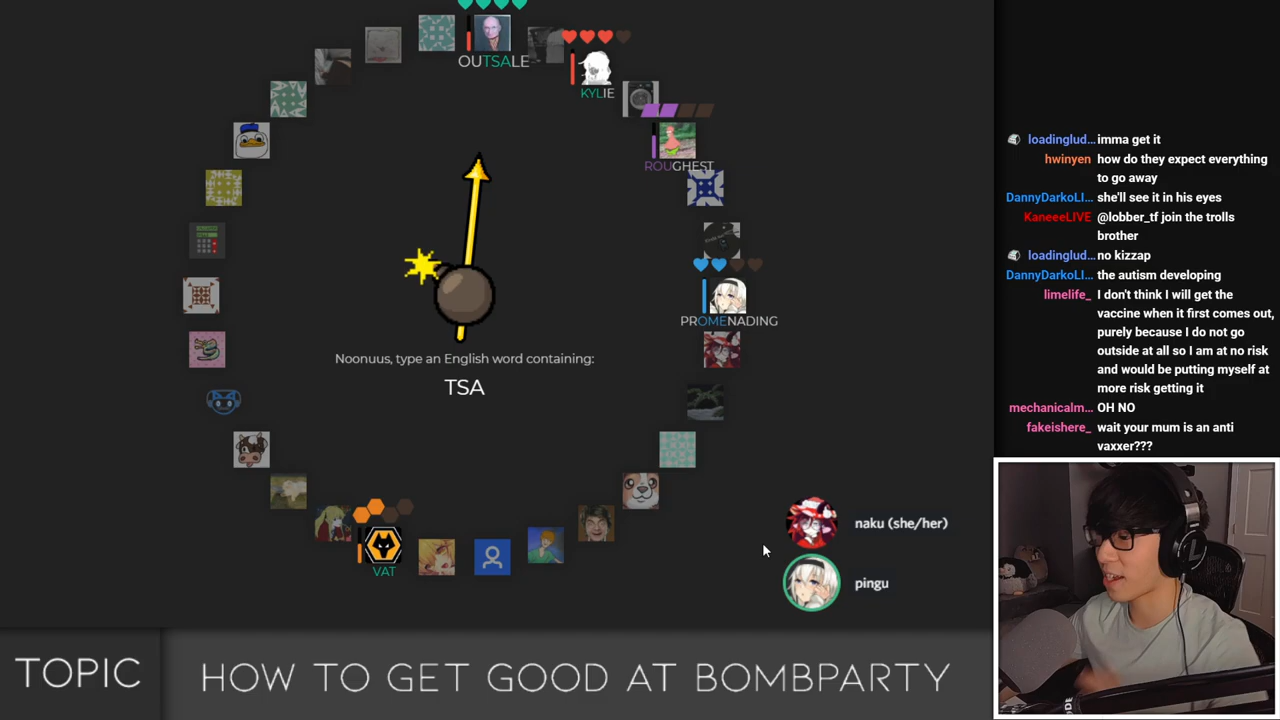 OUTSALE
KYLIE
ROUGHEST
PROMENADING
Noonuus, type an English word containing:
TSA
VAT
naku (she/her)
pingu
loadinglud... imma get it
hwinyen how do they expect everything
to go away
DannyDarkoLI... she'll see it in his eyes
KaneeeLIVE @lobber_tf join the trolls
brother
loadinglud... no kizzap
DannyDarkoLI... the autism developing
limelife_ I don't think I will get the
vaccine when it first comes out,
purely because I do not go
outside at all so I am at no risk
and would be putting myself at
more risk getting it
mechanicalm... OH NO
fakeishere_ wait your mum is an anti
vaxxer???
TOPIC HOW TO GET GOOD AT BOMBPARTY